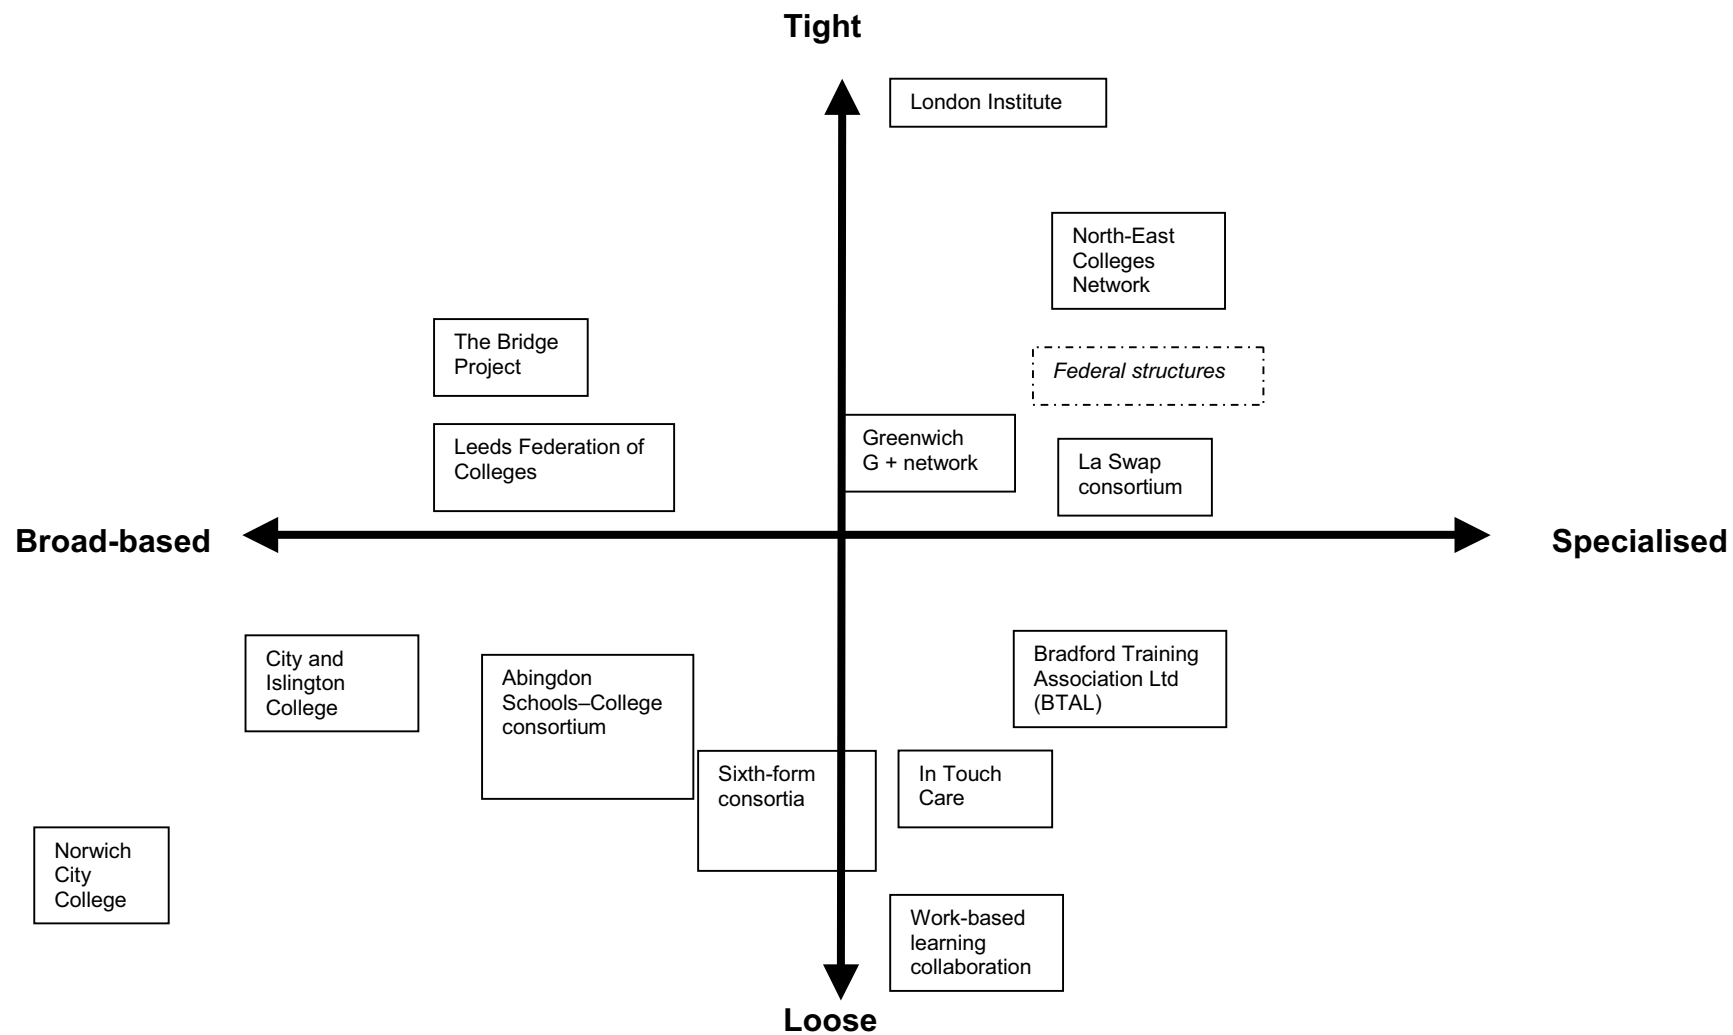 Tight
London Institute
North-East
Colleges
Network
The Bridge
Project
Federal structures
Leeds Federation of
Colleges
Greenwich
G + network
La Swap
consortium
Broad-based
Specialised
City and
Islington
College
Abingdon
Schools–College
consortium
Bradford Training
Association Ltd
(BTAL)
Sixth-form
consortia
In Touch
Care
Norwich
City
College
Work-based
learning
collaboration
Loose